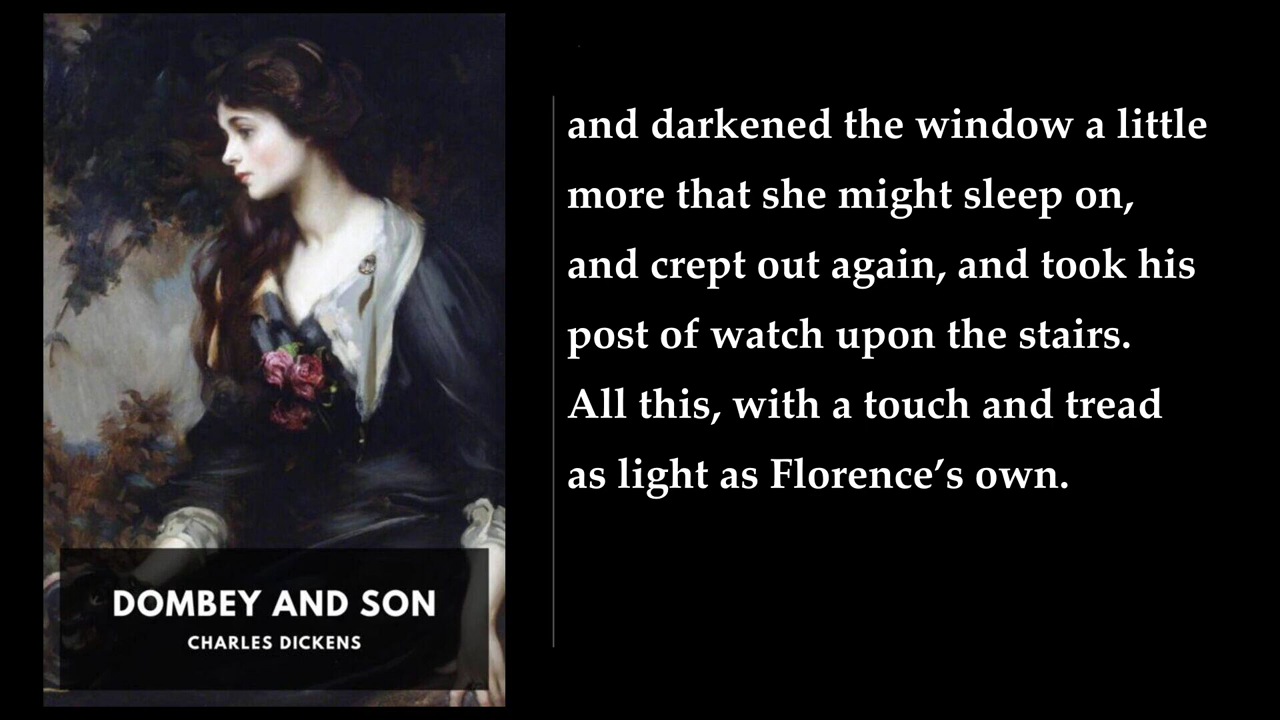 and darkened the window a little
more that she might sleep on,
and crept out again, and took his
post of watch upon the stairs.
All this, with a touch and tread
as light as Florence’s own.
DOMBEY AND SON
CHARLES DICKENS